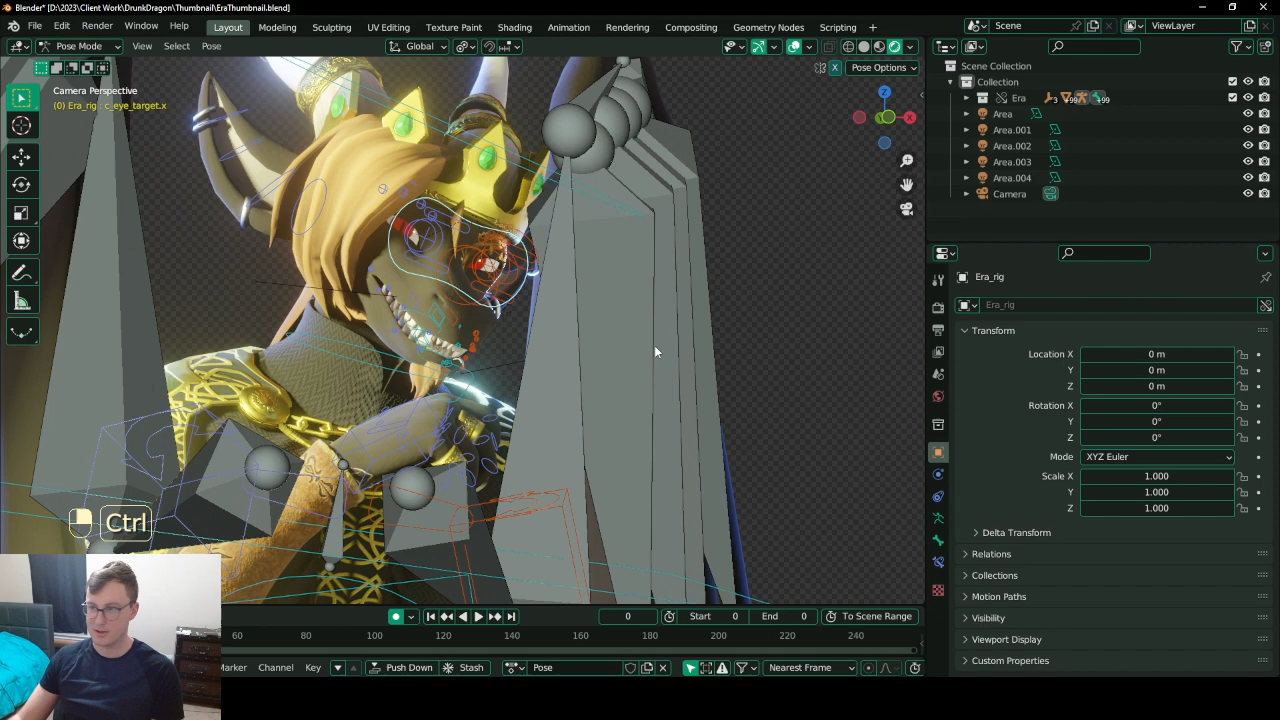 Blender* [D:\2023\Client Work\DrunkDragon\Thumbnail\EraThumbnail.blend]
File Edit Render Window Help Layout Modeling Sculpting UV Editing Texture Paint Shading Animation Rendering Compositing Geometry Nodes Scripting + Scene ViewLayer
Pose Mode View Select Pose Global
X Pose Options
Camera Perspective
(0) Era_rig : c_eye_target.x
Z
X
Scene Collection
Collection
Era 3 +99 +99
Area
Area.001
Area.002
Area.003
Area.004
Camera
Era_rig
Era_rig
Transform
Location X 0 m
Y 0 m
Z 0 m
Rotation X 0°
Y 0°
Z 0°
Mode XYZ Euler
Scale X 1.000
Y 1.000
Z 1.000
Delta Transform
Relations
Collections
Motion Paths
Visibility
Viewport Display
Custom Properties
Ctrl
0 Start 0 End 0 To Scene Range
60 80 100 120 140 160 180 200 220 240
Marker Channel Key Push Down Stash Pose Nearest Frame